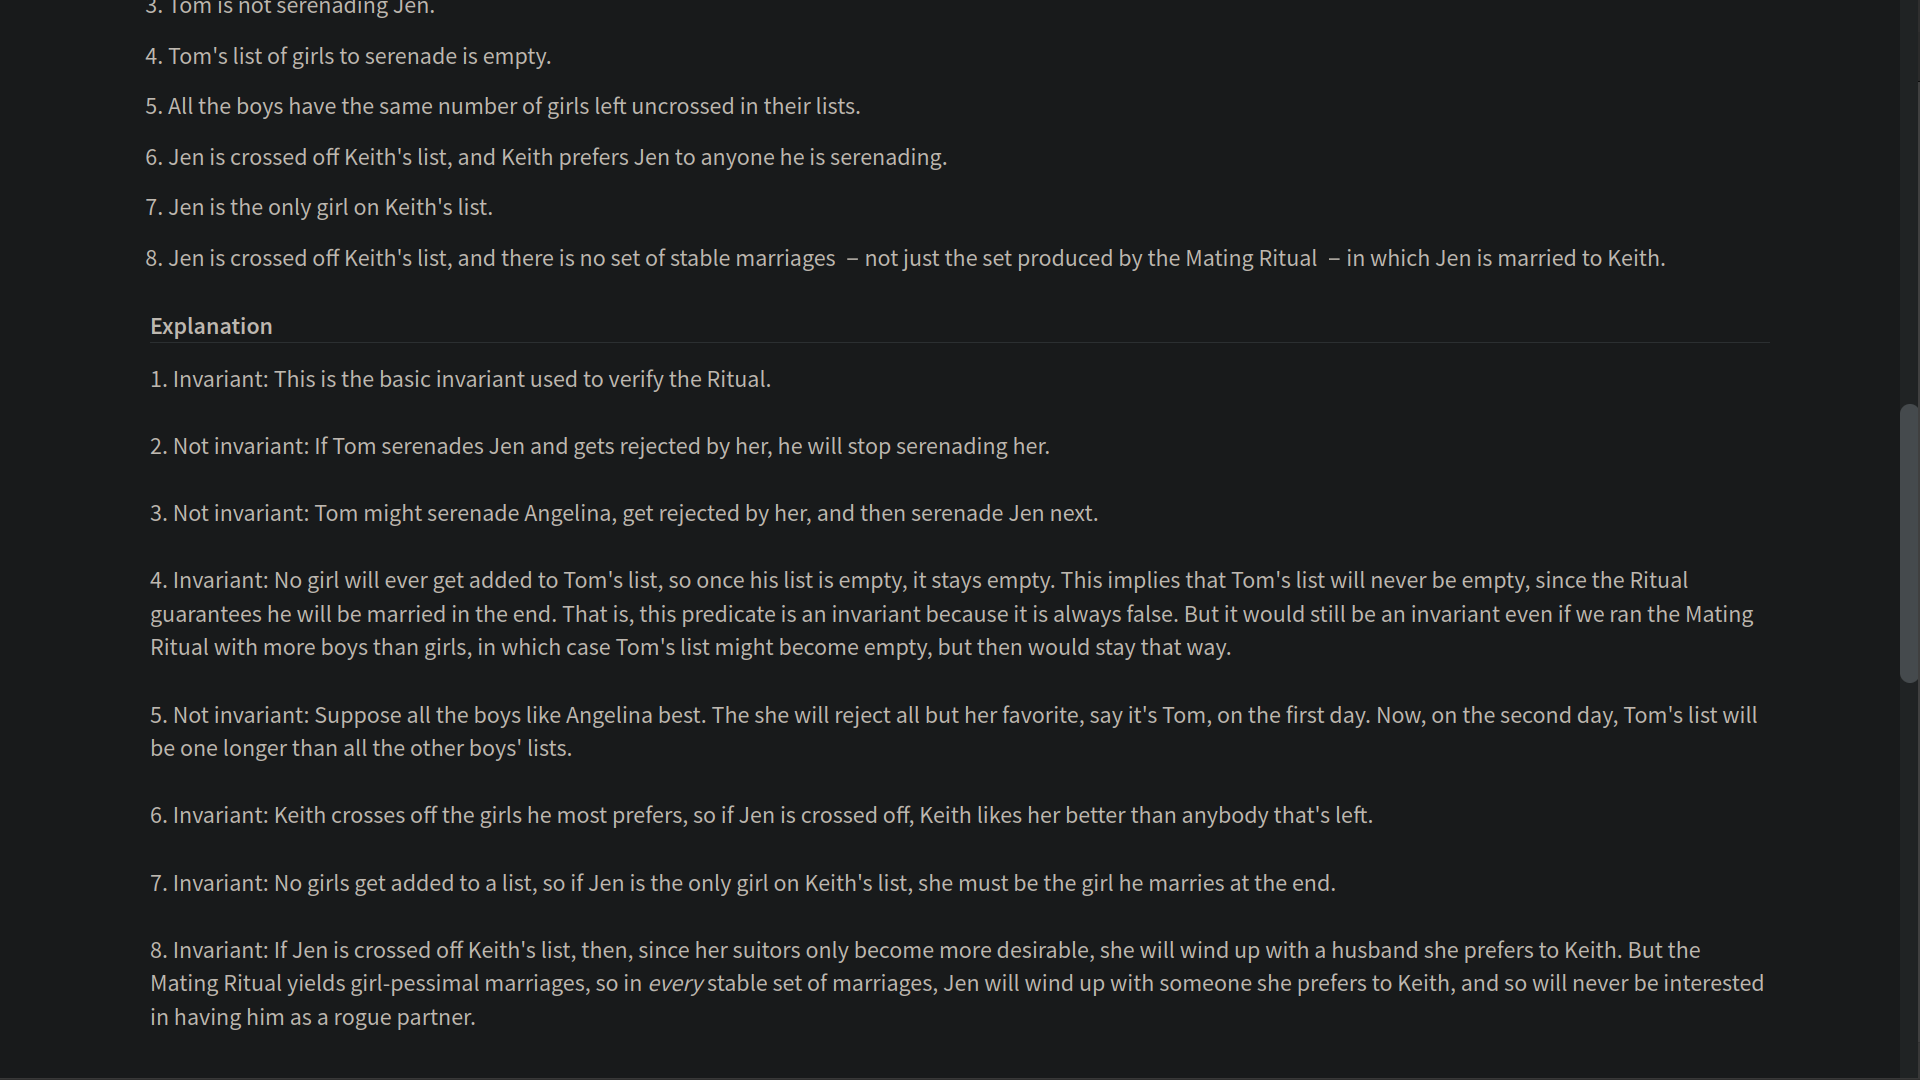 3. Tom is not serenading Jen.
4. Tom's list of girls to serenade is empty.
5. All the boys have the same number of girls left uncrossed in their lists.
6. Jen is crossed off Keith's list, and Keith prefers Jen to anyone he is serenading.
7. Jen is the only girl on Keith's list.
8. Jen is crossed off Keith's list, and there is no set of stable marriages – not just the set produced by the Mating Ritual – in which Jen is married to Keith.
Explanation
1. Invariant: This is the basic invariant used to verify the Ritual.
2. Not invariant: If Tom serenades Jen and gets rejected by her, he will stop serenading her.
3. Not invariant: Tom might serenade Angelina, get rejected by her, and then serenade Jen next.
4. Invariant: No girl will ever get added to Tom's list, so once his list is empty, it stays empty. This implies that Tom's list will never be empty, since the Ritual
guarantees he will be married in the end. That is, this predicate is an invariant because it is always false. But it would still be an invariant even if we ran the Mating
Ritual with more boys than girls, in which case Tom's list might become empty, but then would stay that way.
5. Not invariant: Suppose all the boys like Angelina best. The she will reject all but her favorite, say it's Tom, on the first day. Now, on the second day, Tom's list will
be one longer than all the other boys' lists.
6. Invariant: Keith crosses off the girls he most prefers, so if Jen is crossed off, Keith likes her better than anybody that's left.
7. Invariant: No girls get added to a list, so if Jen is the only girl on Keith's list, she must be the girl he marries at the end.
8. Invariant: If Jen is crossed off Keith's list, then, since her suitors only become more desirable, she will wind up with a husband she prefers to Keith. But the
Mating Ritual yields girl-pessimal marriages, so in every stable set of marriages, Jen will wind up with someone she prefers to Keith, and so will never be interested
in having him as a rogue partner.